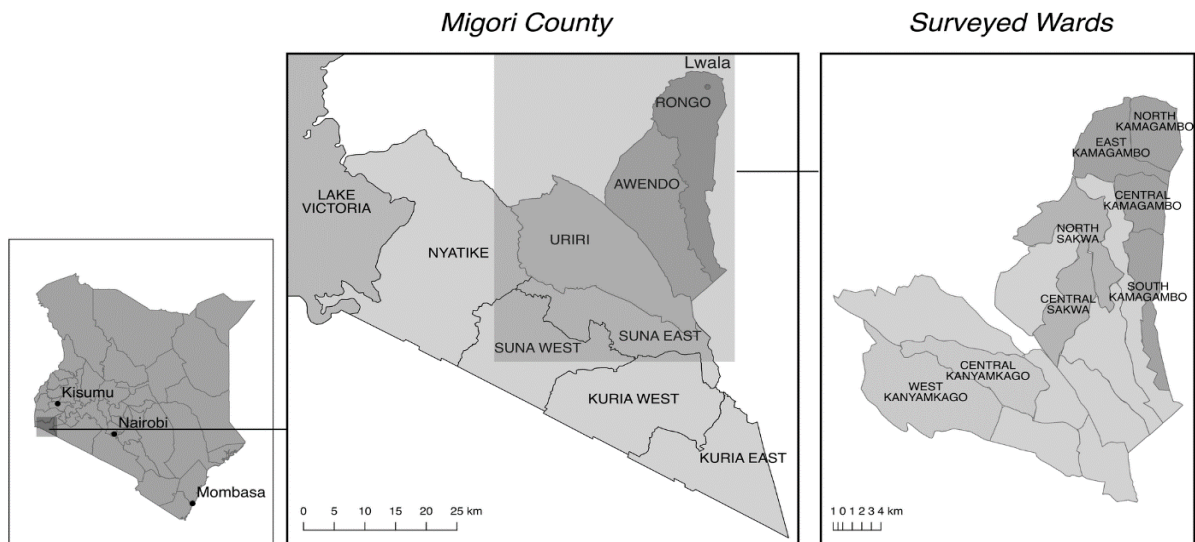 Migori County
Surveyed Wards
Lwala
RONGO
AWENDO
LAKE
VICTORIA
URIRI
NYATIKE
SUNA EAST
SUNA WEST
KURIA WEST
KURIA EAST
0 5 10 15 20 25 km
Kisumu
Nairobi
Mombasa
NORTH
KAMAGAMBO
EAST
KAMAGAMBO
CENTRAL
KAMAGAMBO
NORTH
SAKWA
SOUTH
KAMAGAMBO
CENTRAL
SAKWA
CENTRAL
KANYAMKAGO
WEST
KANYAMKAGO
1 0 1 2 3 4 km